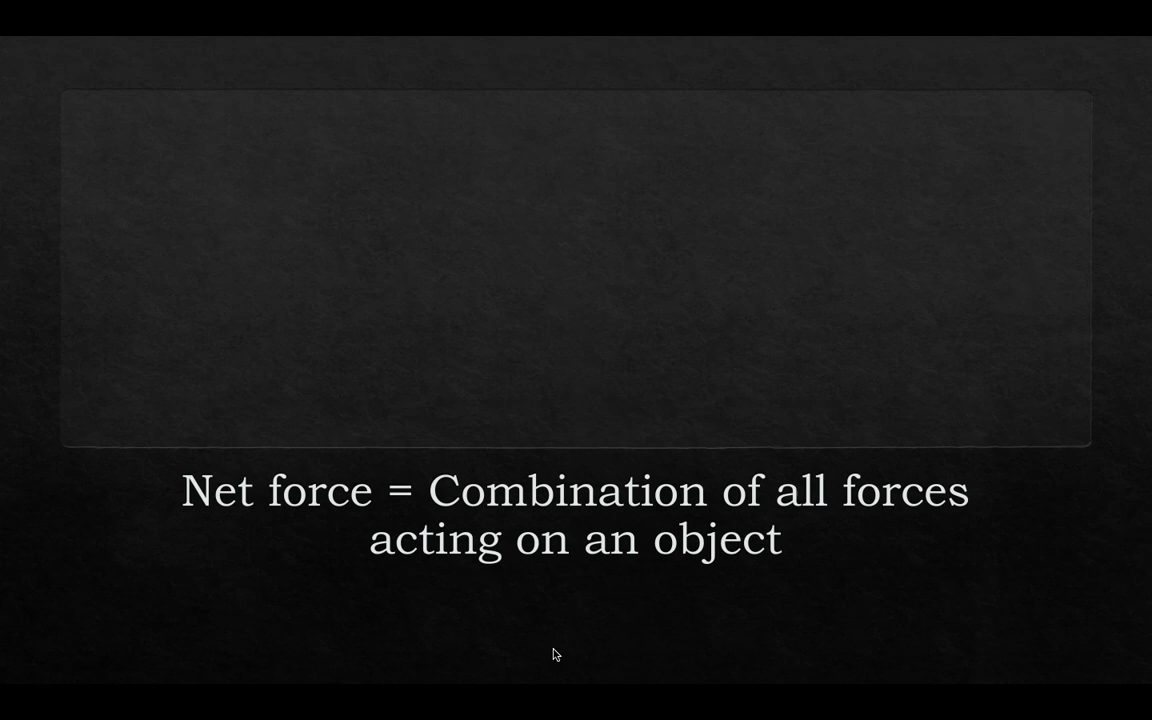 Net force = Combination of all forces
acting on an object